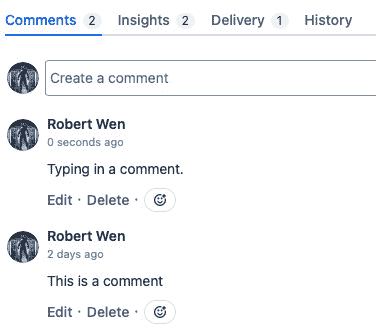 Comments 2 Insights 2 Delivery 1 History
Create a comment
Robert Wen
0 seconds ago
Typing in a comment.
Edit · Delete ·
Robert Wen
2 days ago
This is a comment
Edit · Delete ·